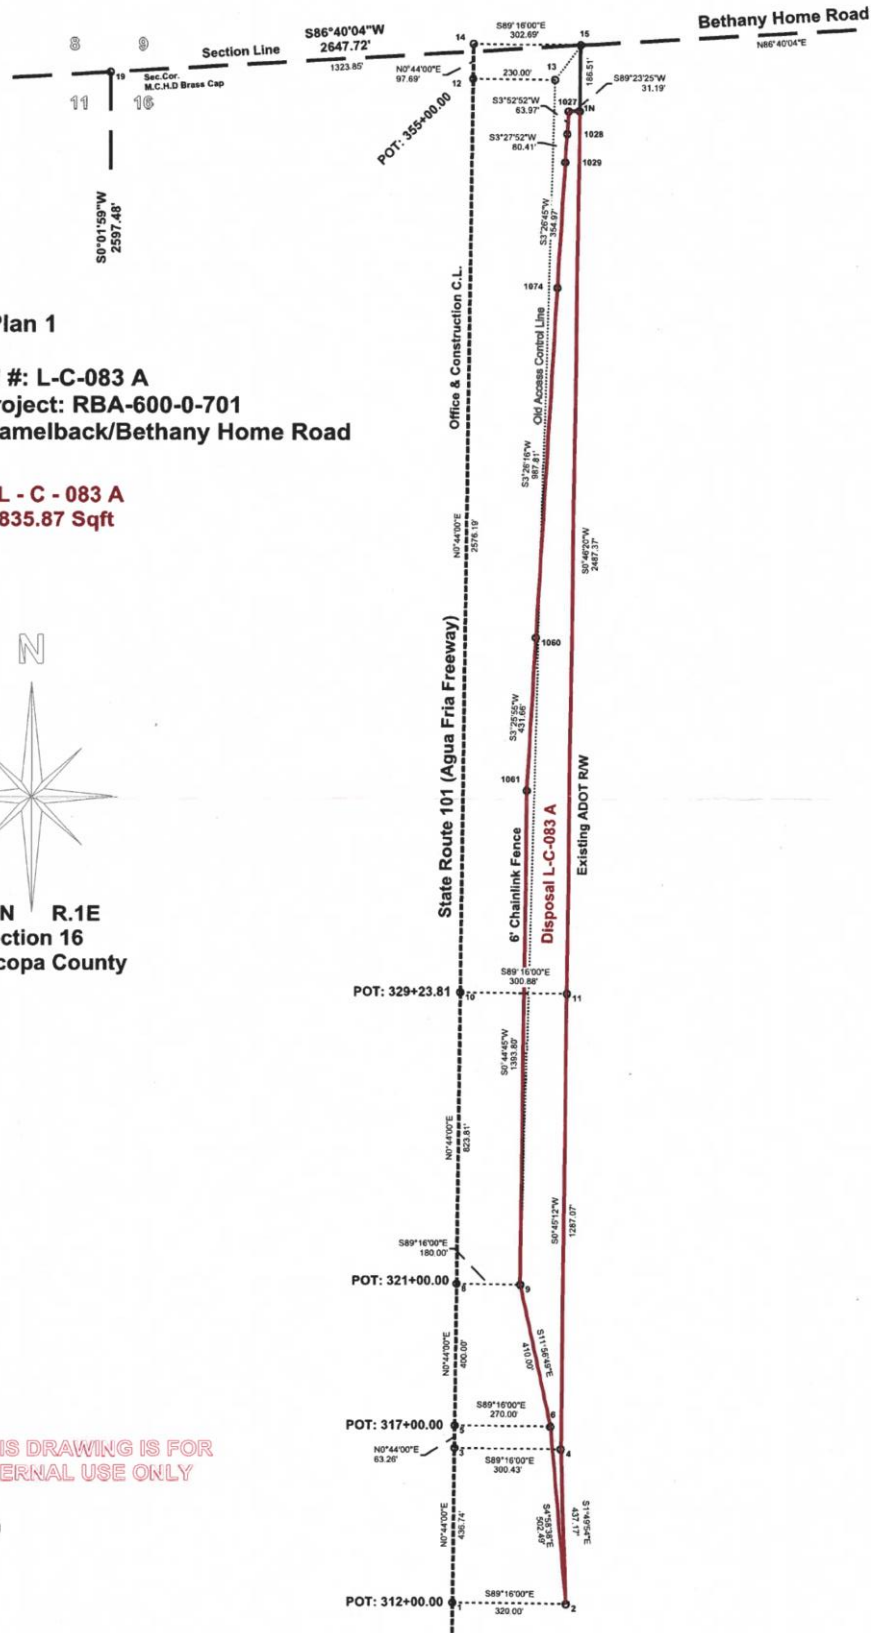 S89°16'00"E
302.69'
14
15
Bethany Home Road
N86°40'04"E
S86°40'04"W
2647.72'
1323.85'
Section Line
8
9
11
16
19
Sec.Cor.
M.C.H.D Brass Cap
S0°01'59"W
2597.48'
N0°44'00"E
97.69'
12
230.00'
13
186.51'
S89°23'25"W
31.19'
POT: 355+00.00
S3°52'52"W
63.97'
1027
1N
1028
S3°27'52"W
80.41'
1029
S3°26'45"W
354.97'
1074
Office & Construction C.L.
Old Access Control Line
lan 1
#: L-C-083 A
oject: RBA-600-0-701
amelback/Bethany Home Road
L - C - 083 A
835.87 Sqft
S3°26'16"W
987.81'
N0°44'00"E
2576.19'
S0°46'20"W
2487.37'
N
1060
S3°25'55"W
431.66'
1061
State Route 101 (Agua Fria Freeway)
6' Chainlink Fence
Disposal L-C-083 A
Existing ADOT R/W
N R.1E
ction 16
copa County
S89°16'00"E
300.88'
POT: 329+23.81
10
11
S0°44'45"W
1393.80'
N0°44'00"E
823.81'
S0°45'12"W
1287.07'
S89°16'00"E
180.00'
POT: 321+00.00
8
9
N0°44'00"E
400.00'
S11°56'49"E
410.00'
S89°16'00"E
270.00'
POT: 317+00.00
5
6
N0°44'00"E
63.26'
3
S89°16'00"E
300.43'
4
IS DRAWING IS FOR
ERNAL USE ONLY
N0°44'00"E
436.74'
S4°58'38"E
502.49'
S1°49'54"E
437.17'
POT: 312+00.00
1
S89°16'00"E
320.00'
2